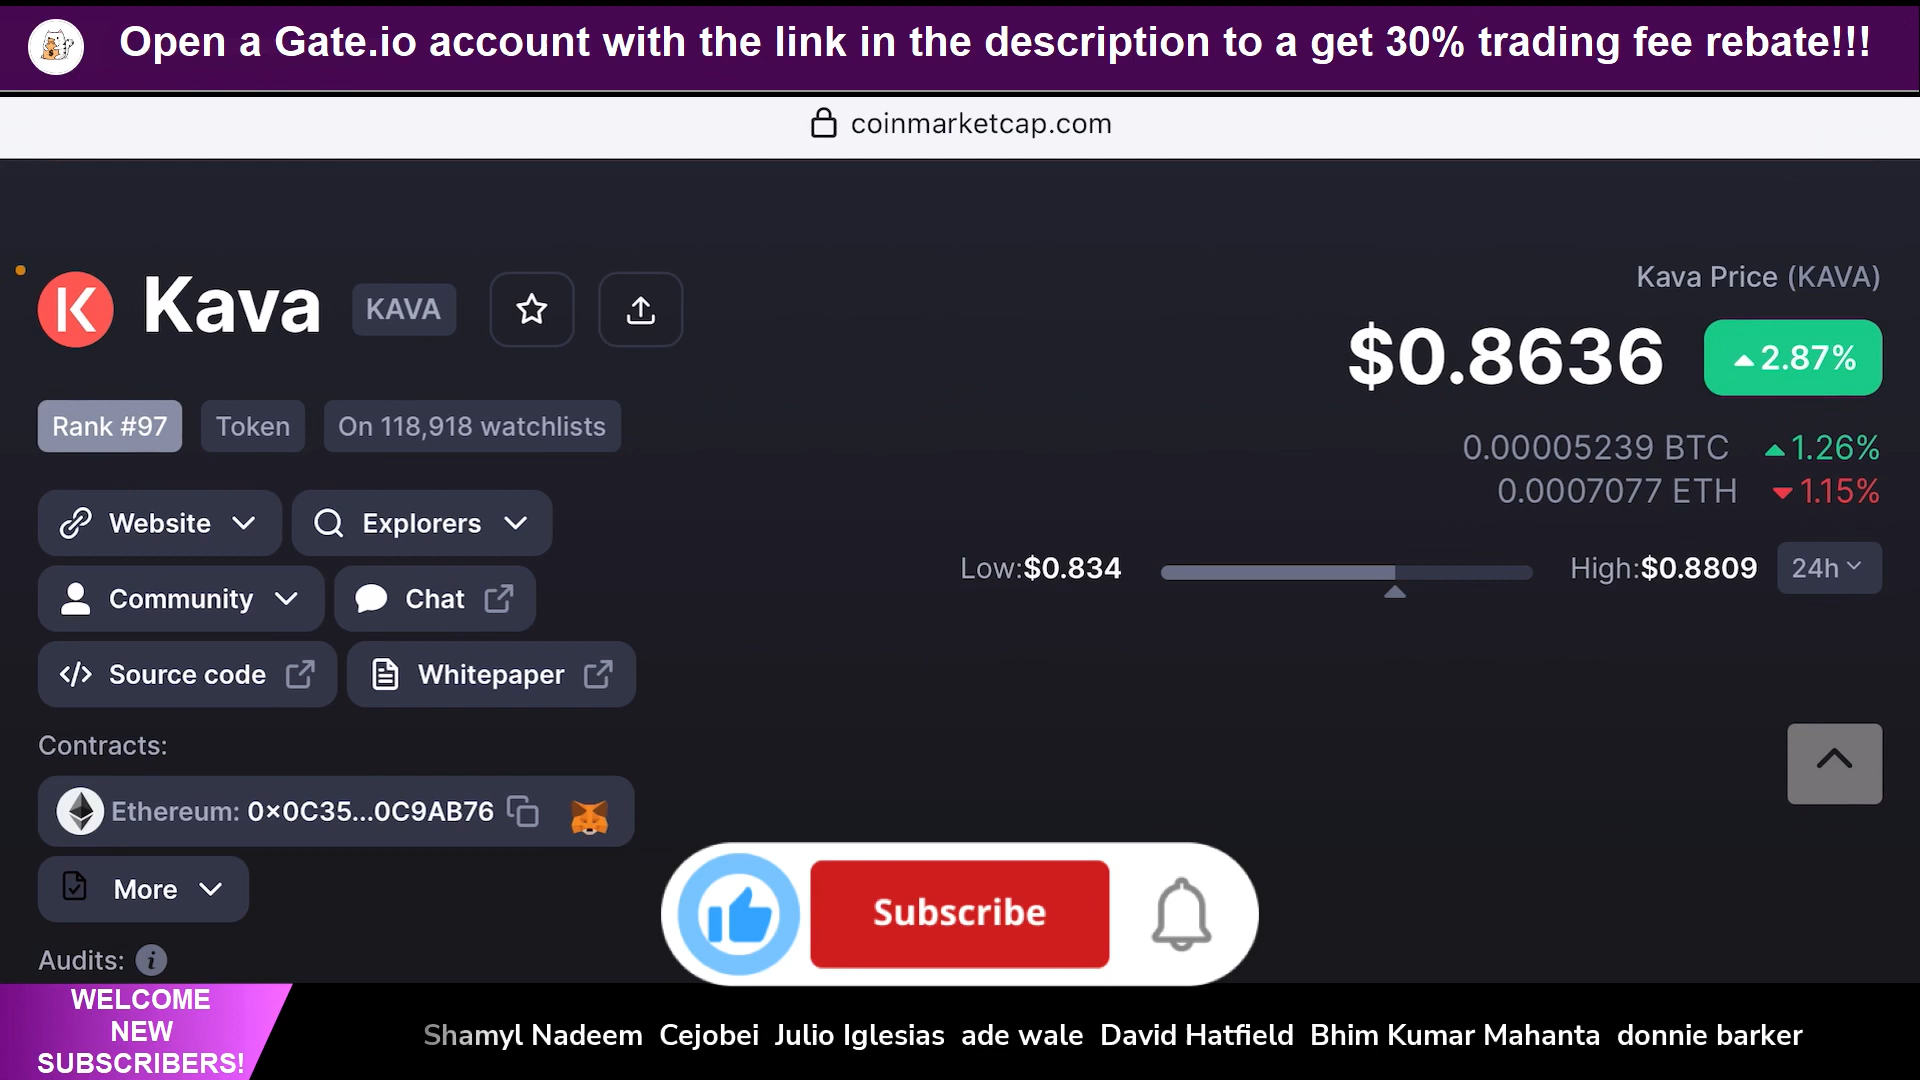 Open a Gate.io account with the link in the description to a get 30% trading fee rebate!!!
coinmarketcap.com
Kava KAVA
Rank #97 Token On 118,918 watchlists
Website Explorers
Community Chat
Source code Whitepaper
Contracts:
Ethereum: 0×0C35...0C9AB76
More
Audits:
Kava Price (KAVA)
$0.8636 2.87%
0.00005239 BTC 1.26%
0.0007077 ETH 1.15%
Low:$0.834 High:$0.8809 24h
Subscribe
WELCOME
NEW
SUBSCRIBERS!
Shamyl Nadeem Cejobei Julio Iglesias ade wale David Hatfield Bhim Kumar Mahanta donnie barker